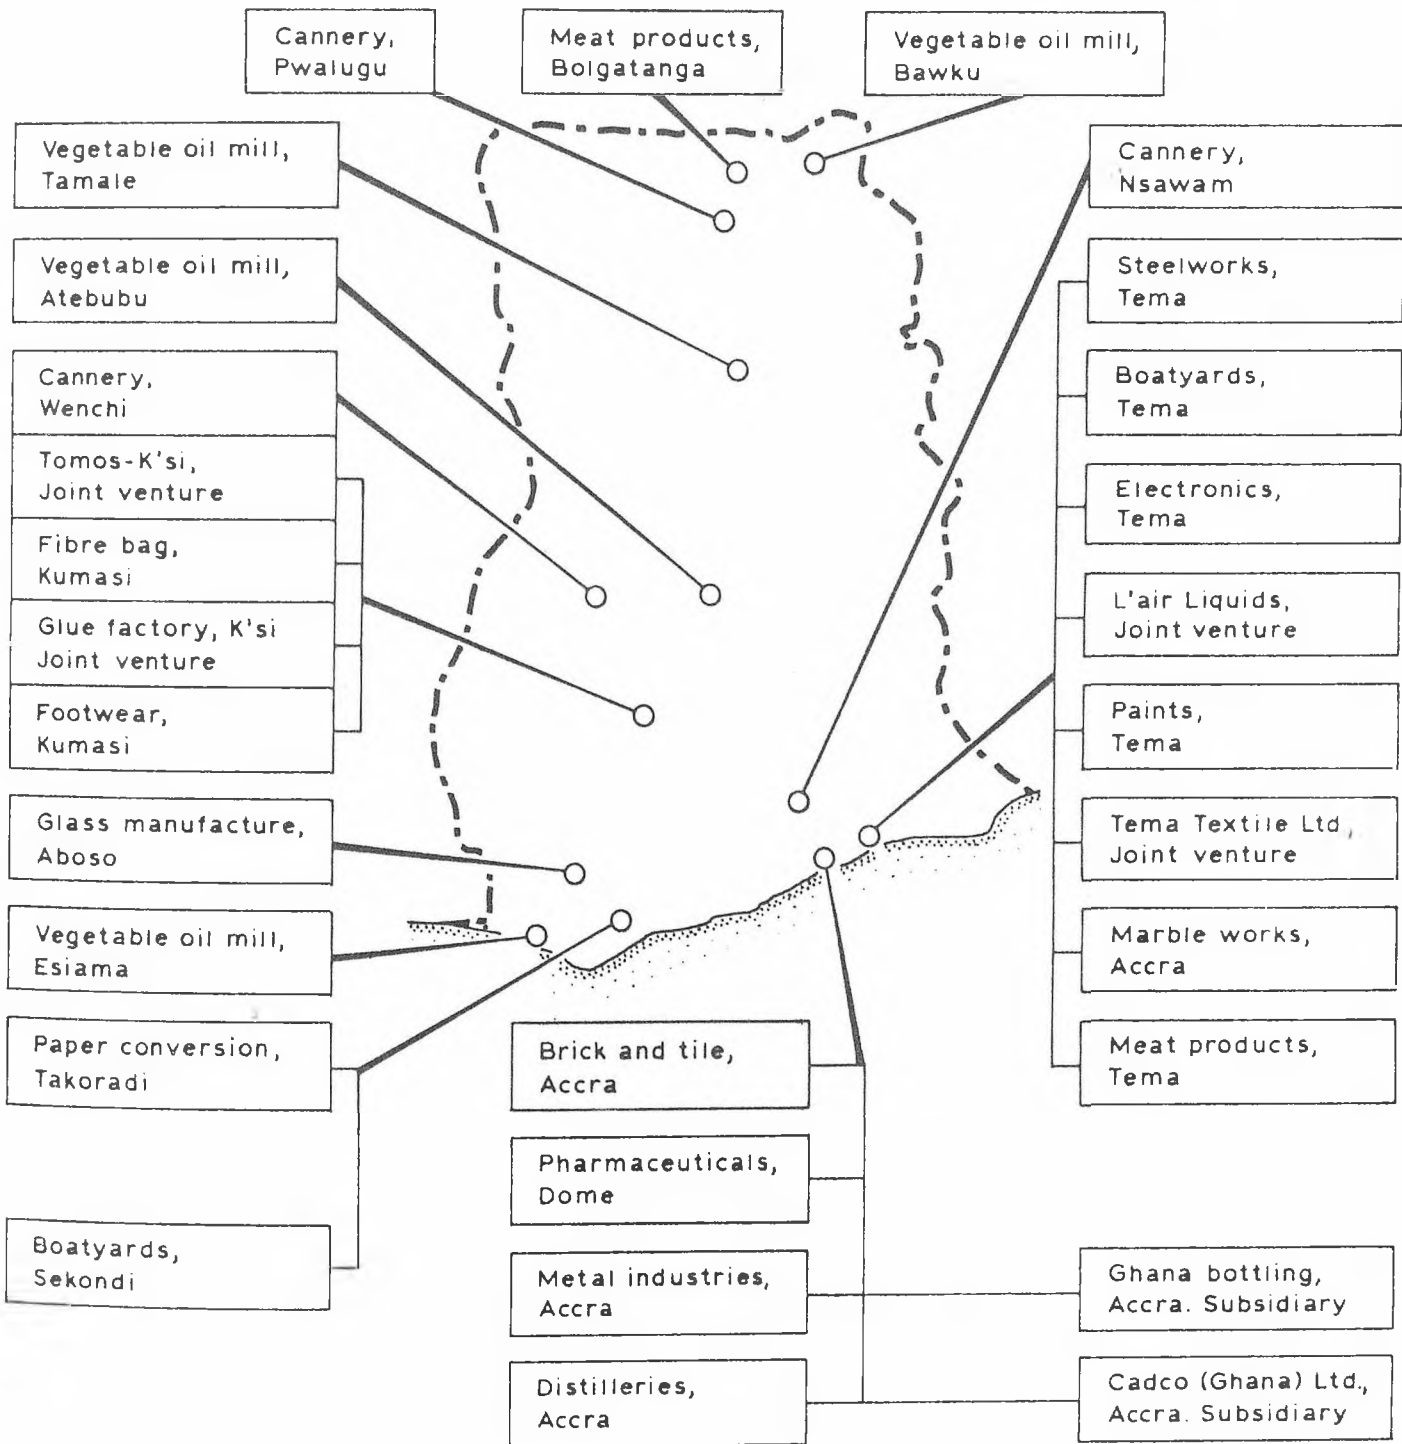 Cannery,
Pwalugu
Meat products,
Bolgatanga
Vegetable oil mill,
Bawku
Vegetable oil mill,
Tamale
Cannery,
Nsawam
Vegetable oil mill,
Atebubu
Steelworks,
Tema
Cannery,
Wenchi
Boatyards,
Tema
Tomos-K'si,
Joint venture
Electronics,
Tema
Fibre bag,
Kumasi
L'air Liquids,
Joint venture
Glue factory, K'si
Joint venture
Paints,
Tema
Footwear,
Kumasi
Tema Textile Ltd,
Joint venture
Glass manufacture,
Aboso
Marble works,
Accra
Vegetable oil mill,
Esiama
Meat products,
Tema
Paper conversion,
Takoradi
Brick and tile,
Accra
Pharmaceuticals,
Dome
Boatyards,
Sekondi
Metal industries,
Accra
Ghana bottling,
Accra. Subsidiary
Distilleries,
Accra
Cadco (Ghana) Ltd.,
Accra. Subsidiary